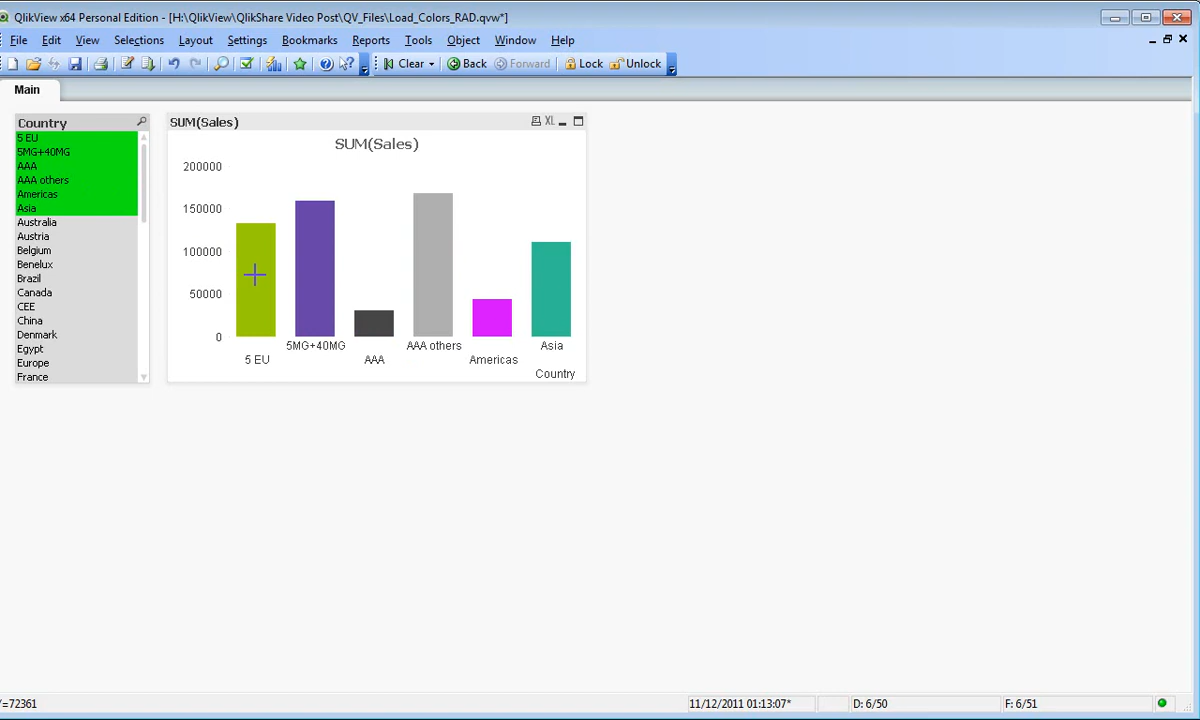 QlikView x64 Personal Edition - [H:\QlikView\QlikShare Video Post\QV_Files\Load_Colors_RAD.qvw*]
File Edit View Selections Layout Settings Bookmarks Reports Tools Object Window Help
Clear Back Forward Lock Unlock
Main
Country
5 EU
5MG+40MG
AAA
AAA others
Americas
Asia
Australia
Austria
Belgium
Benelux
Brazil
Canada
CEE
China
Denmark
Egypt
Europe
France
SUM(Sales)
XL
SUM(Sales)
200000
150000
100000
50000
0
5 EU
5MG+40MG
AAA
AAA others
Americas
Asia
Country
=72361
11/12/2011 01:13:07*
D: 6/50
F: 6/51